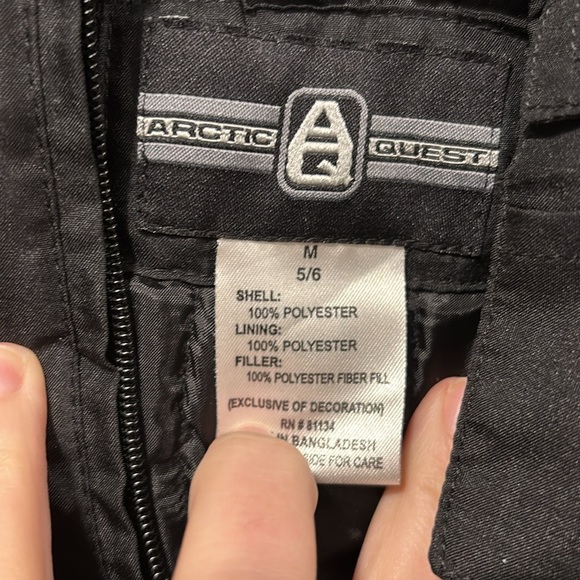 ARCTIC AQ QUEST
M
5/6
SHELL:
100% POLYESTER
LINING:
100% POLYESTER
FILLER:
100% POLYESTER FIBER FILL
(EXCLUSIVE OF DECORATION)
RN # 81134
IN BANGLADESH
FOR CARE